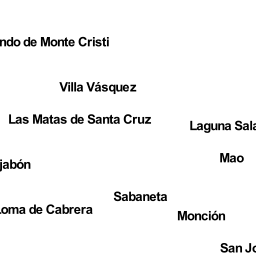 ndo de Monte Cristi
Villa Vásquez
Las Matas de Santa Cruz
Laguna Sala
Mao
jabón
Sabaneta
Loma de Cabrera
Monción
San Jo